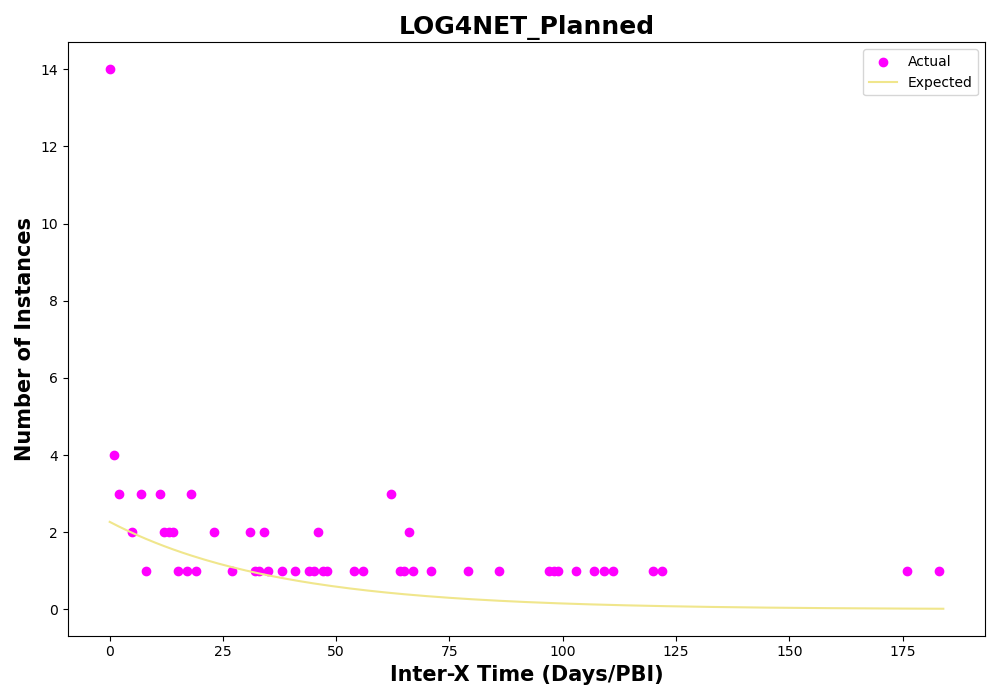 LOG4NET_Planned
Actual
Expected
14
12
10
8
6
4
2
0
Number of Instances
0 25 50 75 100 125 150 175
Inter-X Time (Days/PBI)